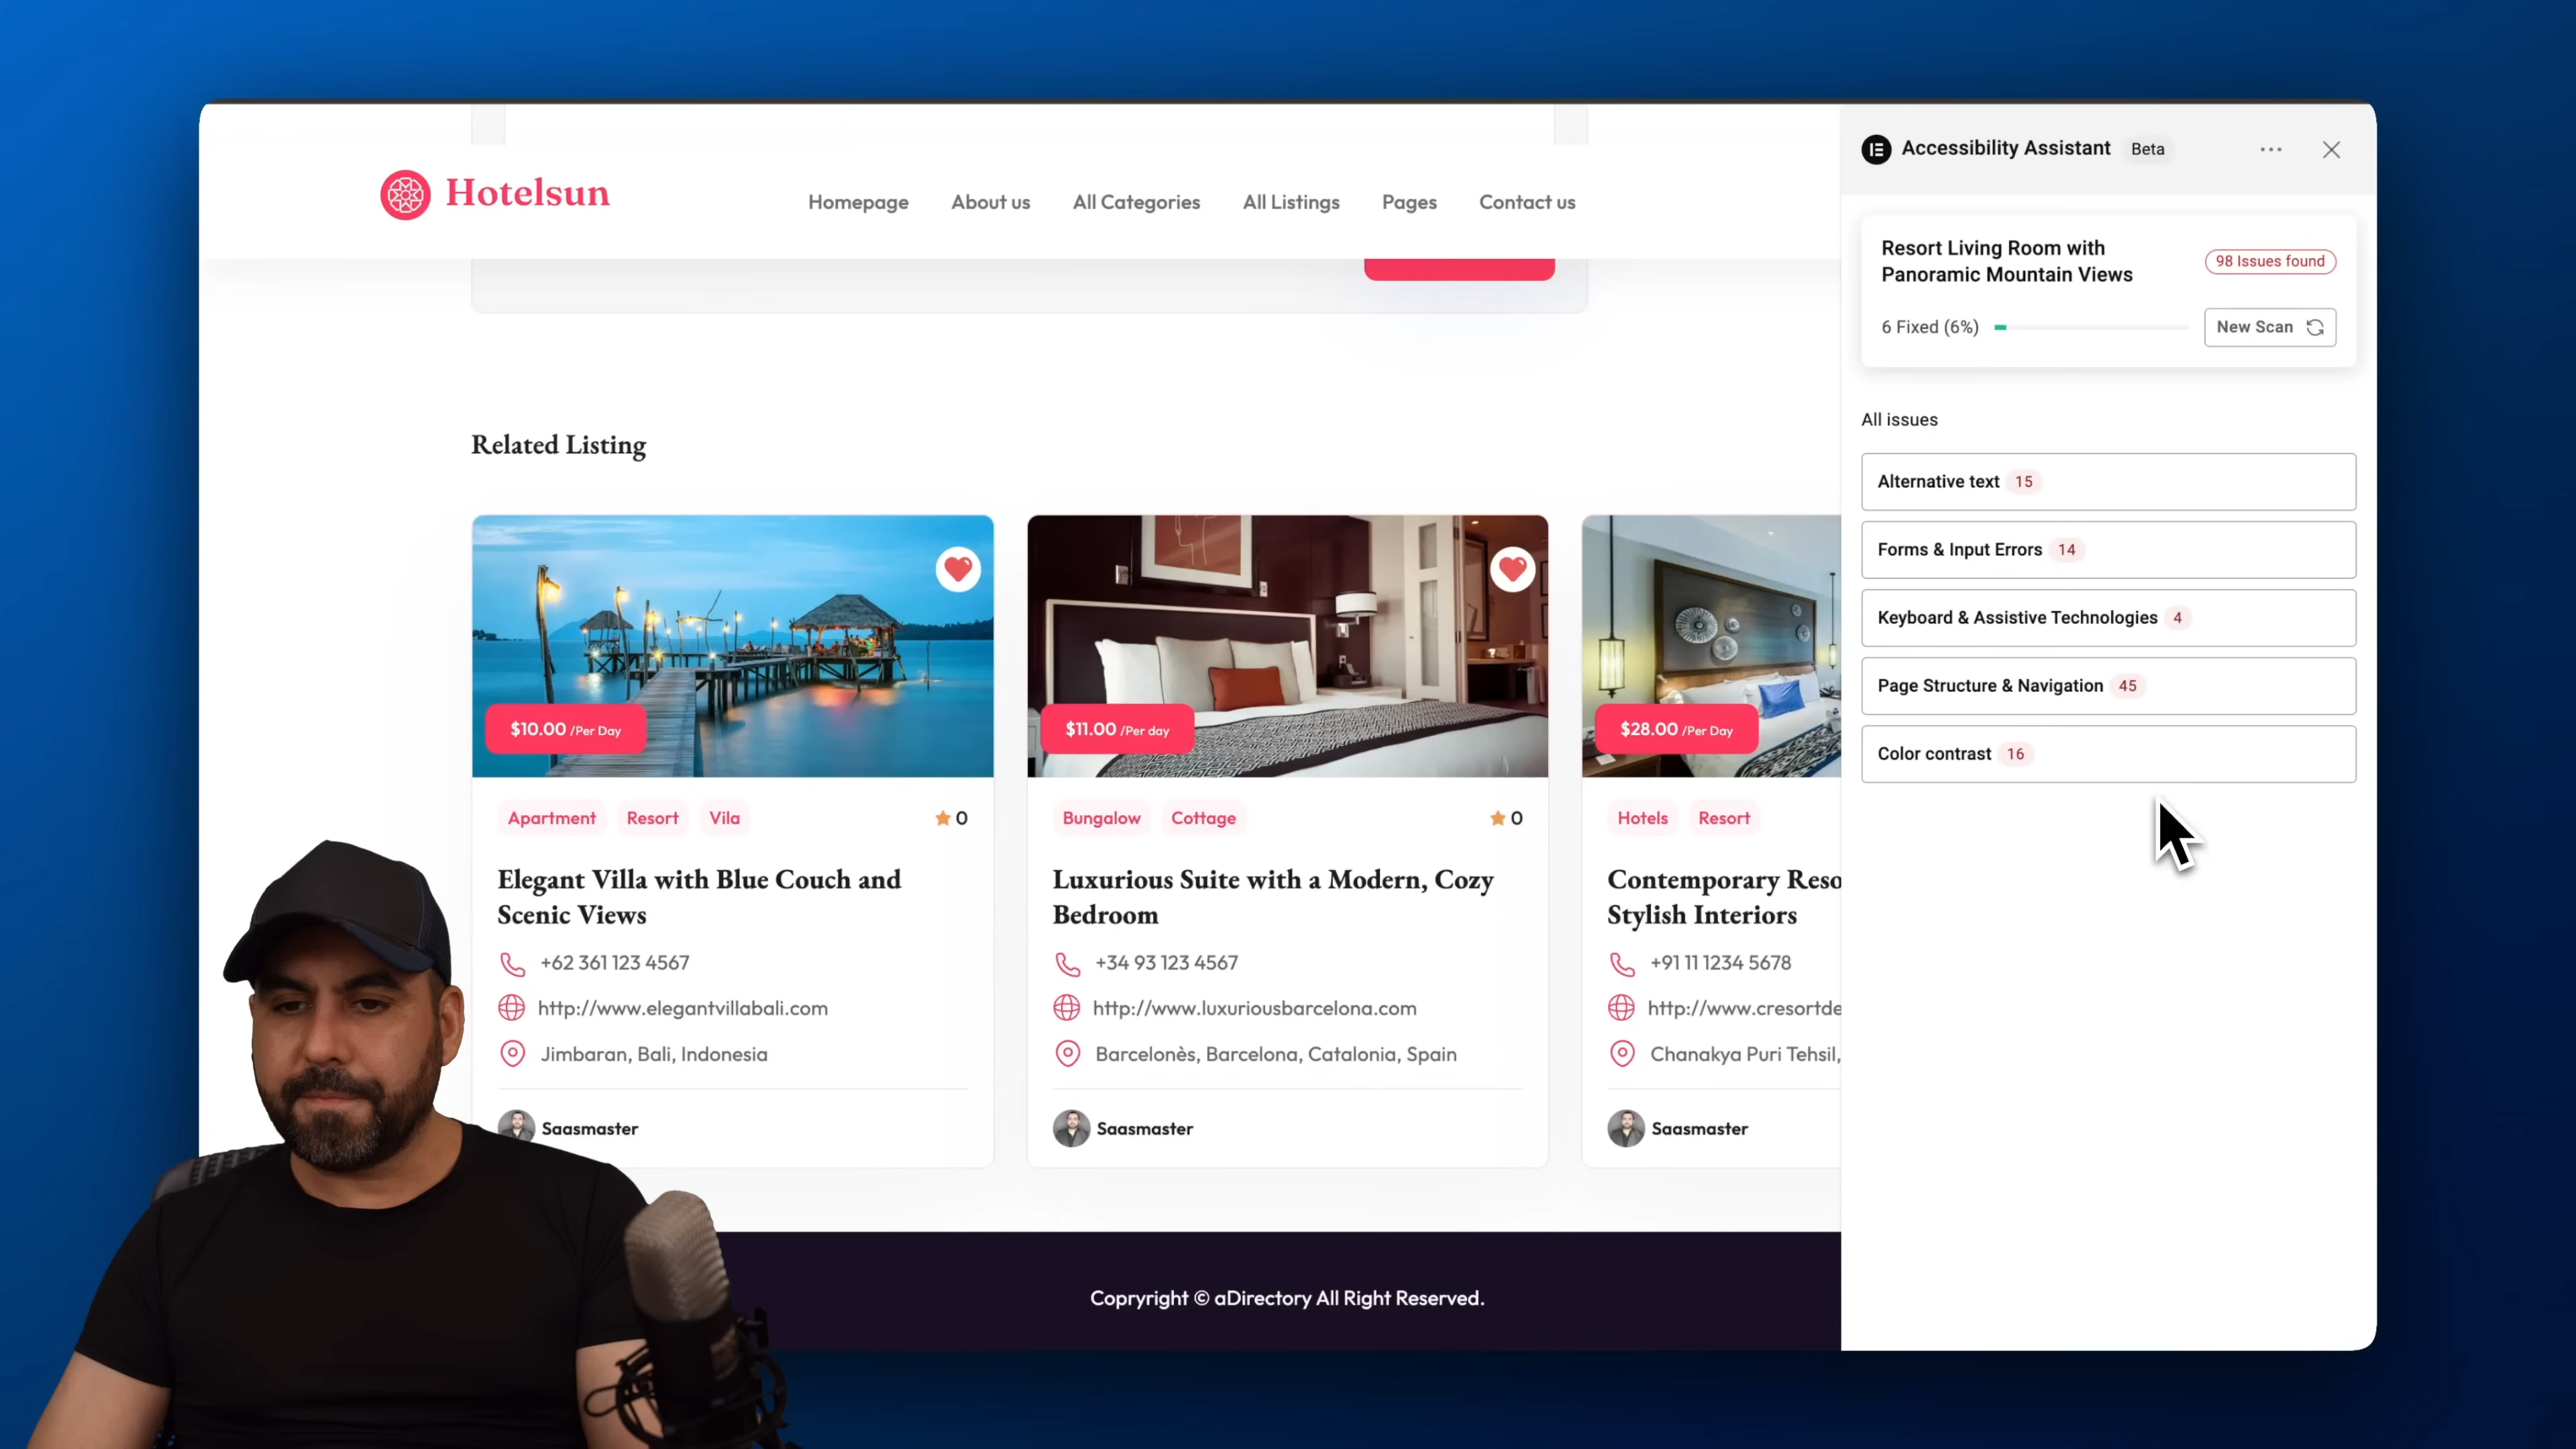 Hotelsun
Homepage
About us
All Categories
All Listings
Pages
Contact us
Related Listing
$10.00 /Per Day
Apartment
Resort
Vila
0
Elegant Villa with Blue Couch and
Scenic Views
+62 361 123 4567
http://www.elegantvillabali.com
Jimbaran, Bali, Indonesia
Saasmaster
$11.00 /Per day
Bungalow
Cottage
0
Luxurious Suite with a Modern, Cozy
Bedroom
+34 93 123 4567
http://www.luxuriousbarcelona.com
Barcelonès, Barcelona, Catalonia, Spain
Saasmaster
$28.00 /Per Day
Hotels
Resort
Contemporary Reso
Stylish Interiors
+91 11 1234 5678
http://www.cresortde
Chanakya Puri Tehsil,
Saasmaster
Copryright © aDirectory All Right Reserved.
Accessibility Assistant
Beta
Resort Living Room with
Panoramic Mountain Views
98 Issues found
6 Fixed (6%)
New Scan
All issues
Alternative text 15
Forms & Input Errors 14
Keyboard & Assistive Technologies 4
Page Structure & Navigation 45
Color contrast 16